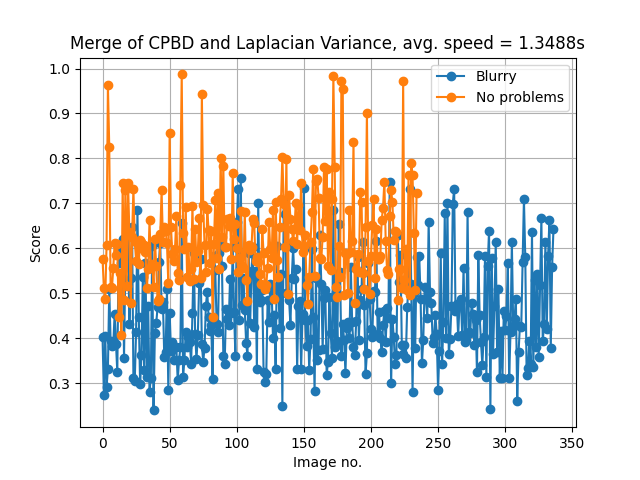 Merge of CPBD and Laplacian Variance, avg. speed = 1.3488s
Blurry
No problems
Score
1.0
0.9
0.8
0.7
0.6
0.5
0.4
0.3
0 50 100 150 200 250 300 350
Image no.